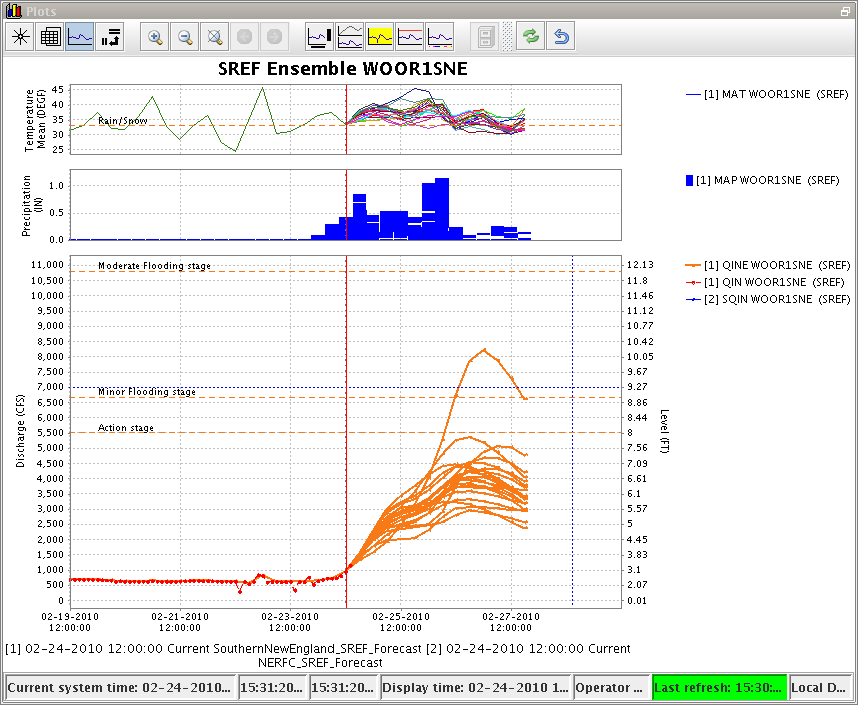 Plots
SREF Ensemble WOOR1SNE
Temperature
Mean (DEGF)
45
40
35
30
25
Rain/Snow
[1] MAT WOOR1SNE (SREF)
Precipitation
(IN)
1.0
0.5
0.0
[1] MAP WOOR1SNE (SREF)
Discharge (CFS)
11,000
10,500
10,000
9,500
9,000
8,500
8,000
7,500
7,000
6,500
6,000
5,500
5,000
4,500
4,000
3,500
3,000
2,500
2,000
1,500
1,000
500
0
Moderate Flooding stage
Minor Flooding stage
Action stage
12.13
11.8
11.46
11.12
10.77
10.42
10.05
9.67
9.27
8.86
8.44
8
7.56
7.09
6.61
6.1
5.57
5
4.45
3.83
3.1
2.07
0.01
Level (FT)
[1] QINE WOOR1SNE (SREF)
[1] QIN WOOR1SNE (SREF)
[2] SQIN WOOR1SNE (SREF)
02-19-2010 02-21-2010 02-23-2010 02-25-2010 02-27-2010
12:00:00 12:00:00 12:00:00 12:00:00 12:00:00
[1] 02-24-2010 12:00:00 Current SouthernNewEngland_SREF_Forecast [2] 02-24-2010 12:00:00 Current
NERFC_SREF_Forecast
Current system time: 02-24-2010... 15:31:20... 15:31:20... Display time: 02-24-2010 1... Operator ... Last refresh: 15:30:... Local D...